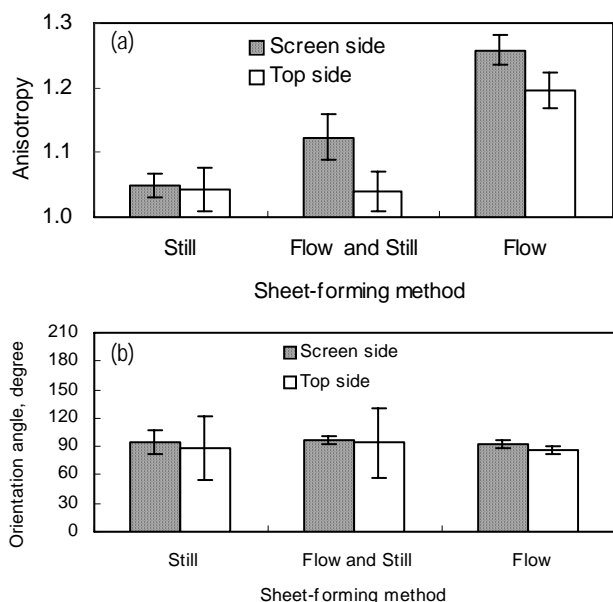 1.3
(a)
Screen side
Top side
1.2
1.1
1.0
Anisotropy
Still
Flow and Still
Flow
Sheet-forming method
210
(b)
Screen side
180
Top side
150
120
90
60
30
0
Orientation angle, degree
Still
Flow and Still
Flow
Sheet-forming method